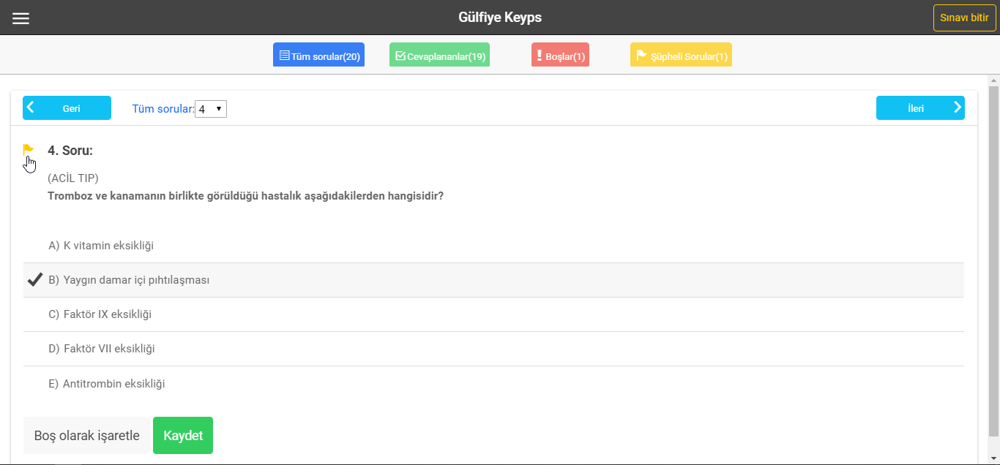 Gülfiye Keyps
Sınavı bitir
Tüm sorular(20)
Cevaplananlar(19)
Boşlar(1)
Şüpheli Sorular(1)
Geri
Tüm sorular: 4
İleri
4. Soru:
(ACİL TIP)
Tromboz ve kanamanın birlikte görüldüğü hastalık aşağıdakilerden hangisidir?
A) K vitamin eksikliği
B) Yaygın damar içi pıhtılaşması
C) Faktör IX eksikliği
D) Faktör VII eksikliği
E) Antitrombin eksikliği
Boş olarak işaretle
Kaydet